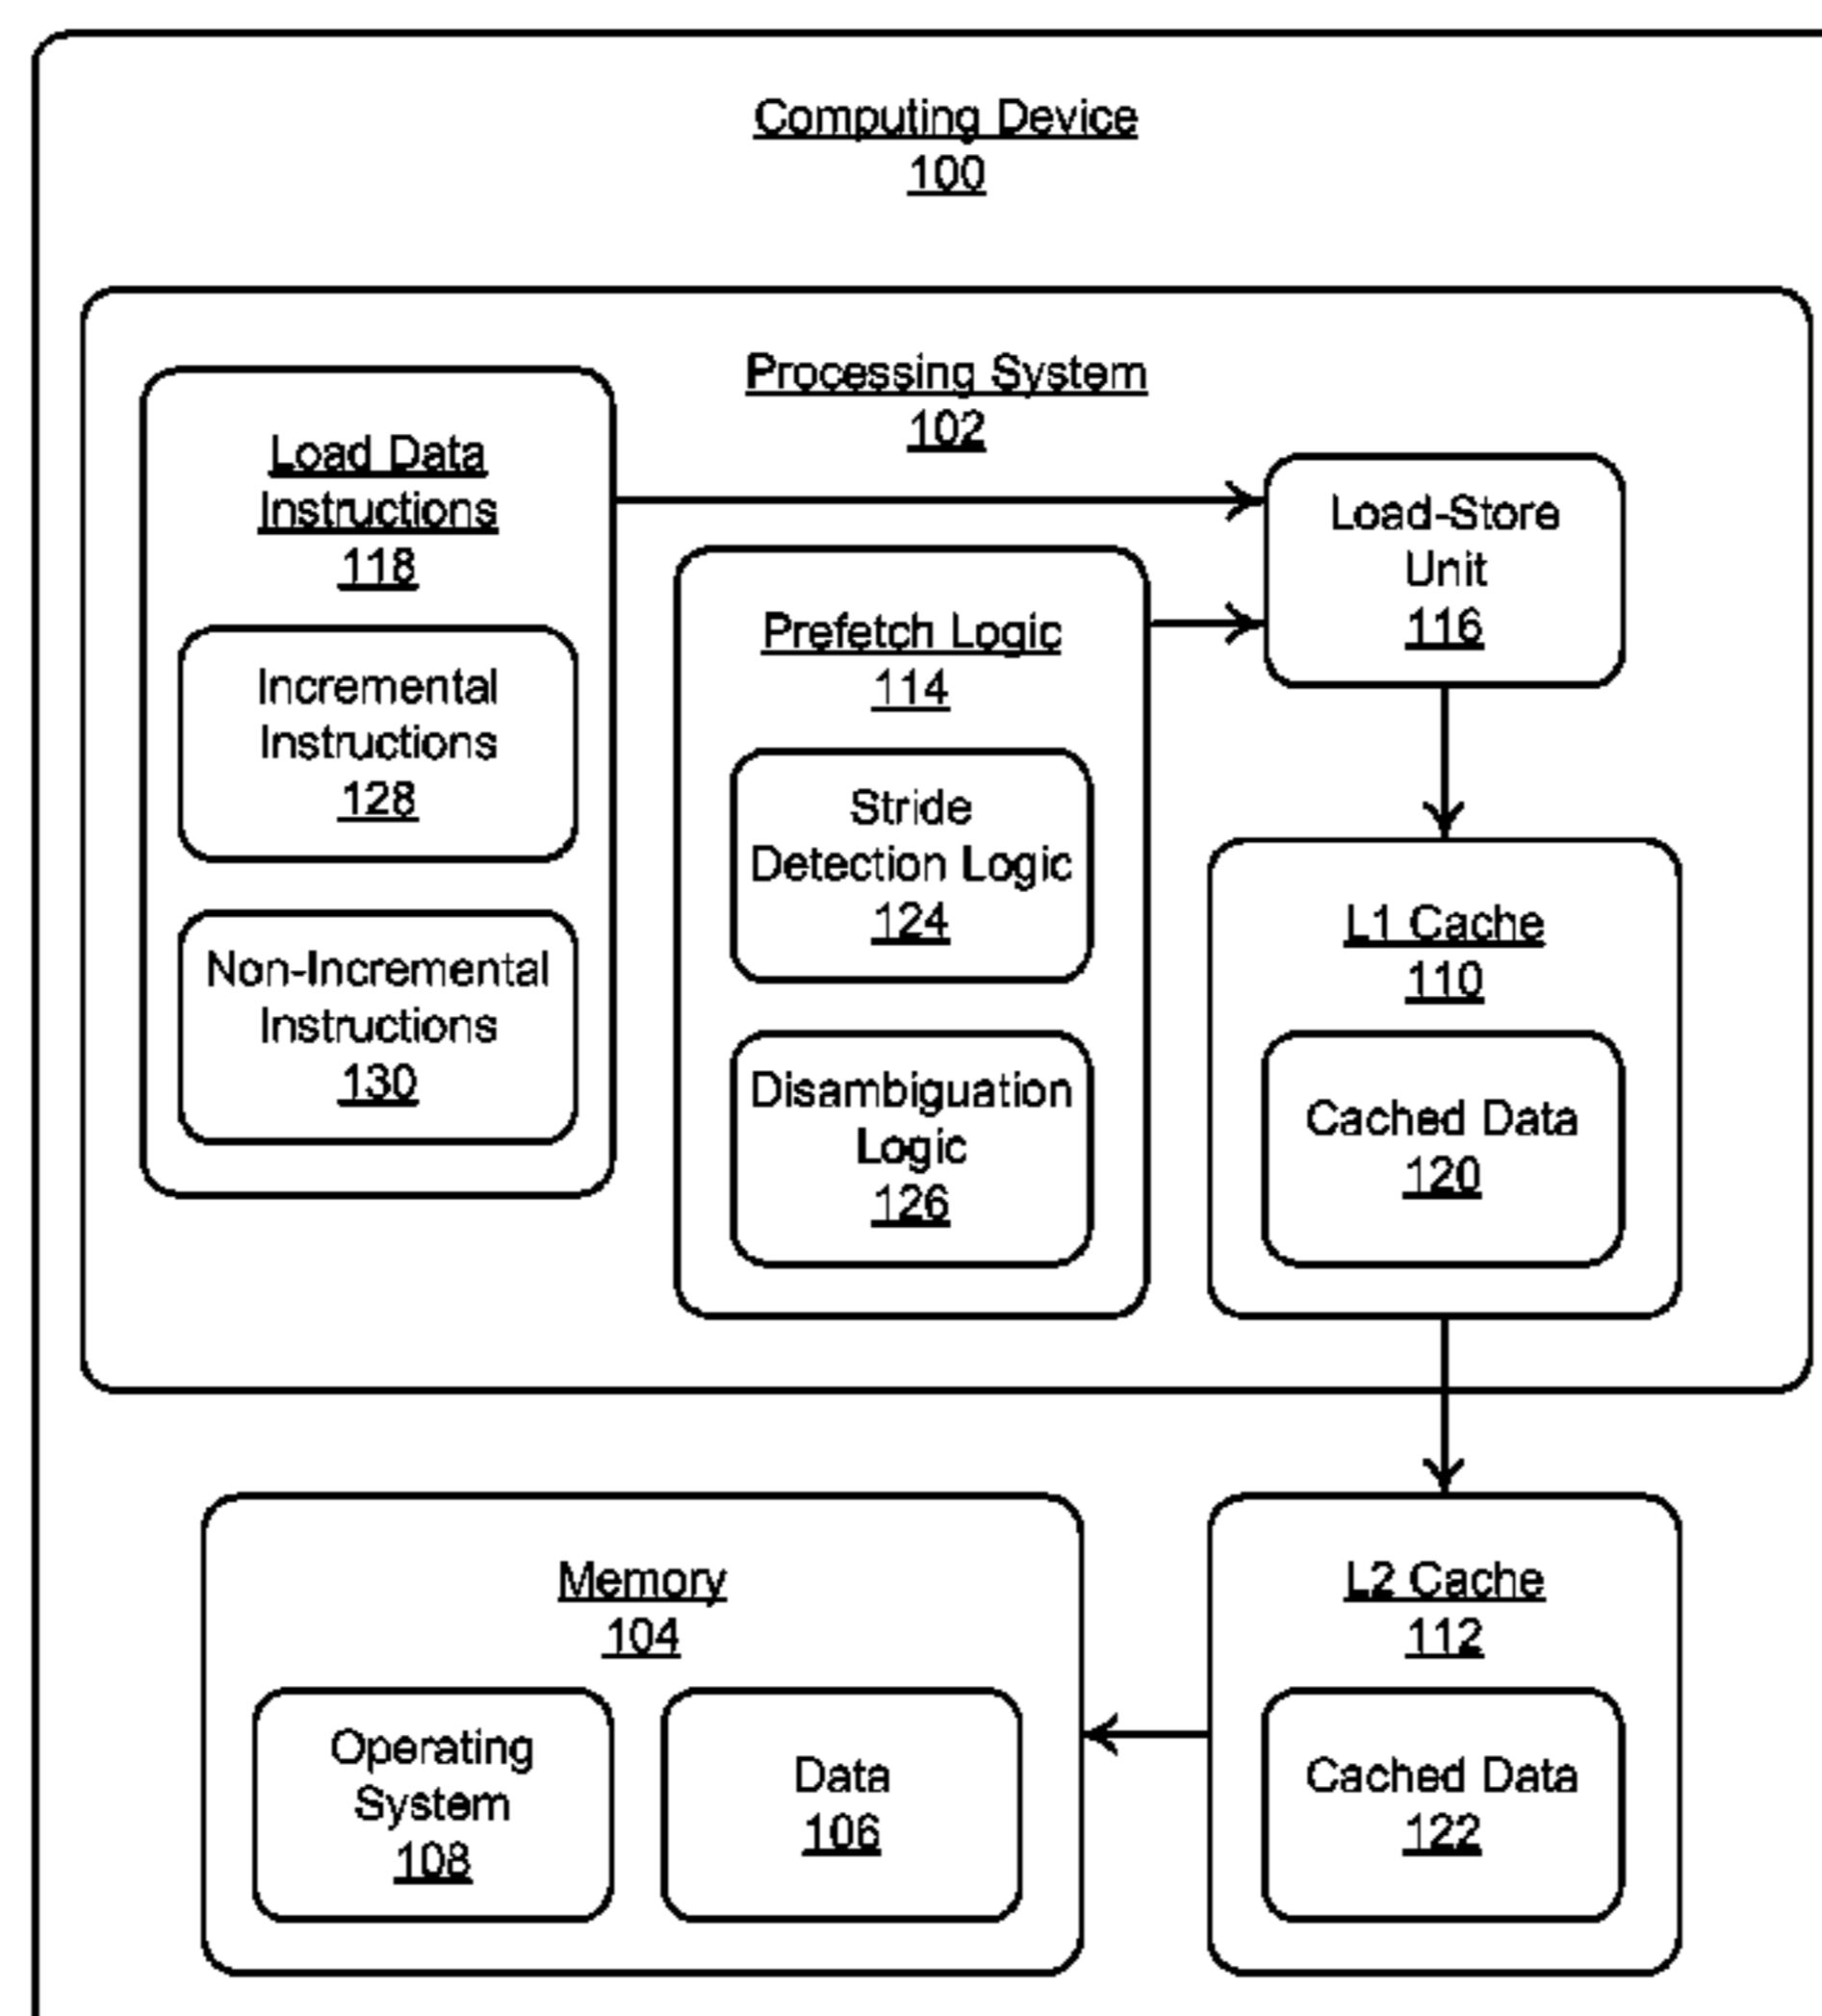 Computing Device
100
Processing System
102
Load Data
Instructions
118
Incremental
Instructions
128
Non-Incremental
Instructions
130
Prefetch Logic
114
Stride
Detection Logic
124
Disambiguation
Logic
126
Load-Store
Unit
116
L1 Cache
110
Cached Data
120
Memory
104
Operating
System
108
Data
106
L2 Cache
112
Cached Data
122